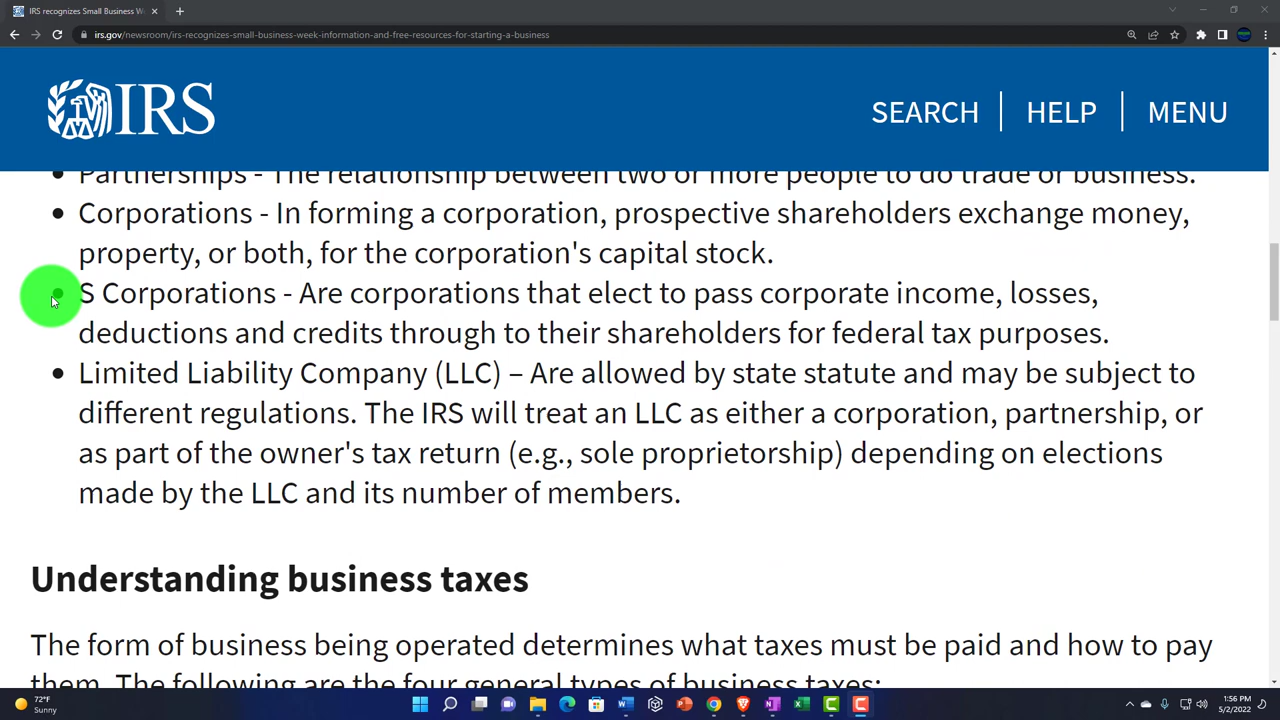 IRS recognizes Small Business W
irs.gov/newsroom/irs-recognizes-small-business-week-information-and-free-resources-for-starting-a-business
IRS
SEARCH | HELP | MENU
• Partnerships - The relationship between two or more people to do trade or business.
• Corporations - In forming a corporation, prospective shareholders exchange money,
property, or both, for the corporation's capital stock.
• S Corporations - Are corporations that elect to pass corporate income, losses,
deductions and credits through to their shareholders for federal tax purposes.
• Limited Liability Company (LLC) – Are allowed by state statute and may be subject to
different regulations. The IRS will treat an LLC as either a corporation, partnership, or
as part of the owner's tax return (e.g., sole proprietorship) depending on elections
made by the LLC and its number of members.
Understanding business taxes
The form of business being operated determines what taxes must be paid and how to pay
them. The following are the four general types of business taxes:
72°F
Sunny
1:56 PM
5/2/2022